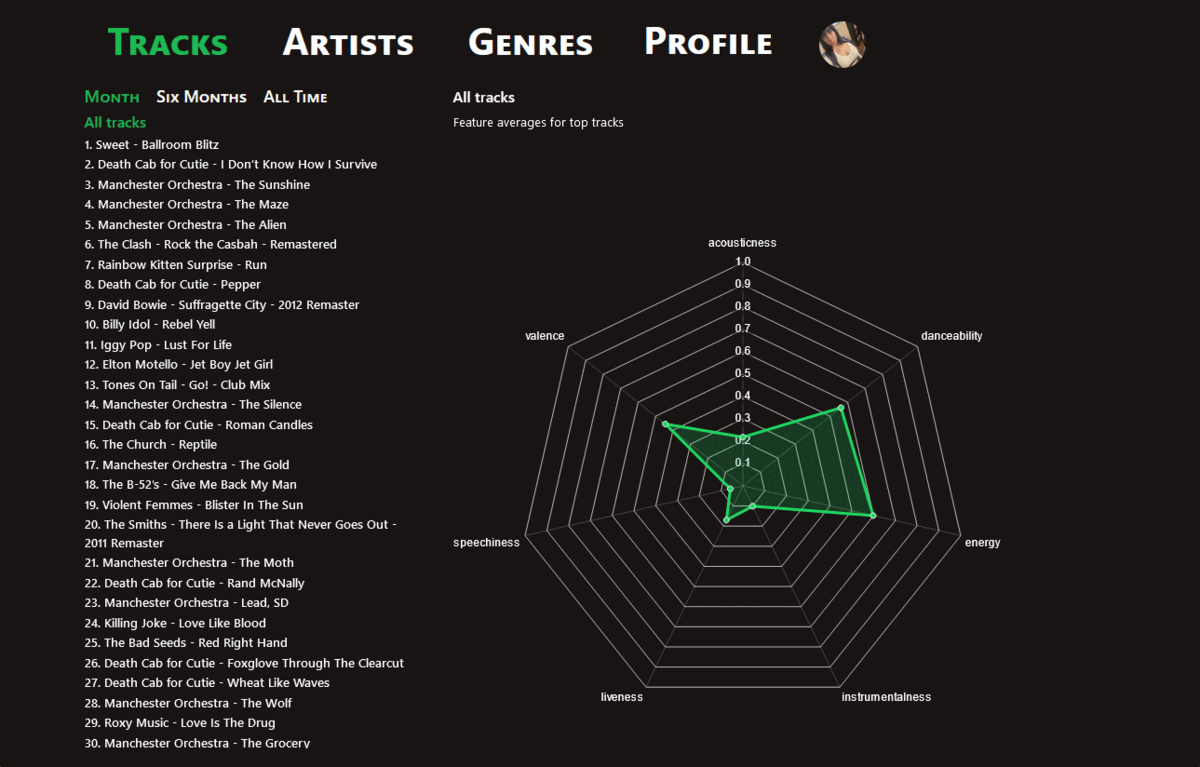 Tracks Artists Genres Profile
Month Six Months All Time
All tracks
1. Sweet - Ballroom Blitz
2. Death Cab for Cutie - I Don't Know How I Survive
3. Manchester Orchestra - The Sunshine
4. Manchester Orchestra - The Maze
5. Manchester Orchestra - The Alien
6. The Clash - Rock the Casbah - Remastered
7. Rainbow Kitten Surprise - Run
8. Death Cab for Cutie - Pepper
9. David Bowie - Suffragette City - 2012 Remaster
10. Billy Idol - Rebel Yell
11. Iggy Pop - Lust For Life
12. Elton Motello - Jet Boy Jet Girl
13. Tones On Tail - Go! - Club Mix
14. Manchester Orchestra - The Silence
15. Death Cab for Cutie - Roman Candles
16. The Church - Reptile
17. Manchester Orchestra - The Gold
18. The B-52's - Give Me Back My Man
19. Violent Femmes - Blister In The Sun
20. The Smiths - There Is a Light That Never Goes Out -
2011 Remaster
21. Manchester Orchestra - The Moth
22. Death Cab for Cutie - Rand McNally
23. Manchester Orchestra - Lead, SD
24. Killing Joke - Love Like Blood
25. The Bad Seeds - Red Right Hand
26. Death Cab for Cutie - Foxglove Through The Clearcut
27. Death Cab for Cutie - Wheat Like Waves
28. Manchester Orchestra - The Wolf
29. Roxy Music - Love Is The Drug
30. Manchester Orchestra - The Grocery
All tracks
Feature averages for top tracks
acousticness
1.0
0.9
0.8
0.7
0.6
0.5
0.4
0.3
0.2
0.1
valence
danceability
speechiness
energy
liveness
instrumentalness